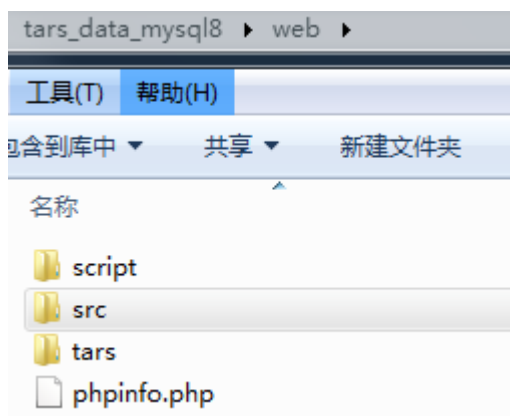 tars_data_mysql8 ▸ web ▸
工具(T) 帮助(H)
包含到库中 ▼ 共享 ▼ 新建文件夹
名称
script
src
tars
phpinfo.php